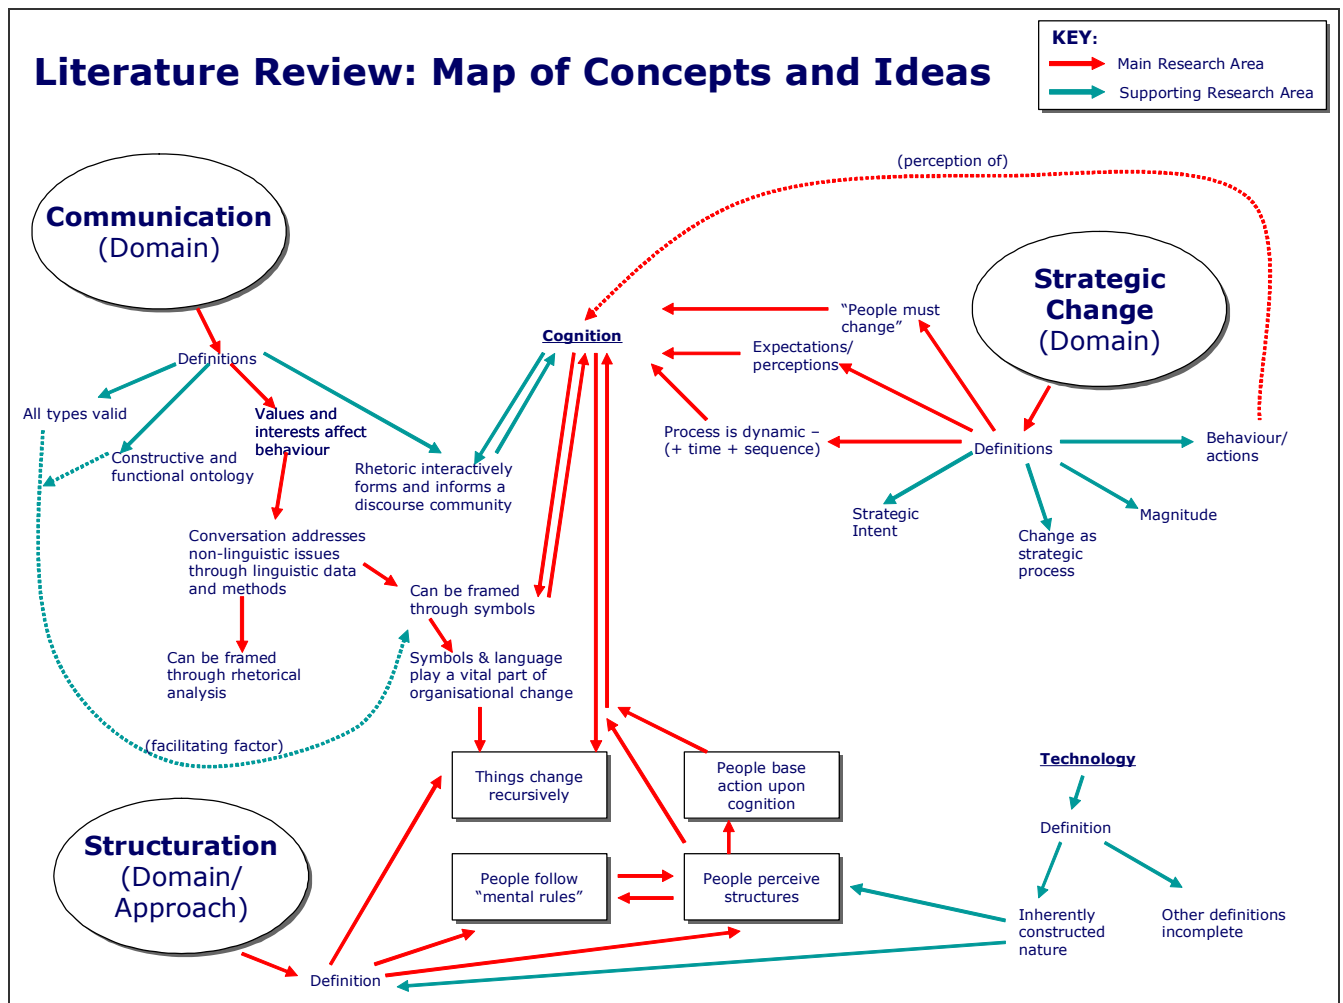 Literature Review: Map of Concepts and Ideas
KEY:
Main Research Area
Supporting Research Area
(perception of)
Communication
(Domain)
Strategic
Change
(Domain)
Cognition
"People must
change"
Expectations/
perceptions
Process is dynamic –
(+ time + sequence)
Definitions
Behaviour/
actions
Strategic
Intent
Change as
strategic
process
Magnitude
Definitions
All types valid
Constructive and
functional ontology
Values and
interests affect
behaviour
Rhetoric interactively
forms and informs a
discourse community
Conversation addresses
non-linguistic issues
through linguistic data
and methods
Can be framed
through symbols
Can be framed
through rhetorical
analysis
Symbols & language
play a vital part of
organisational change
(facilitating factor)
Things change
recursively
People base
action upon
cognition
People follow
"mental rules"
People perceive
structures
Structuration
(Domain/
Approach)
Definition
Technology
Definition
Inherently
constructed
nature
Other definitions
incomplete